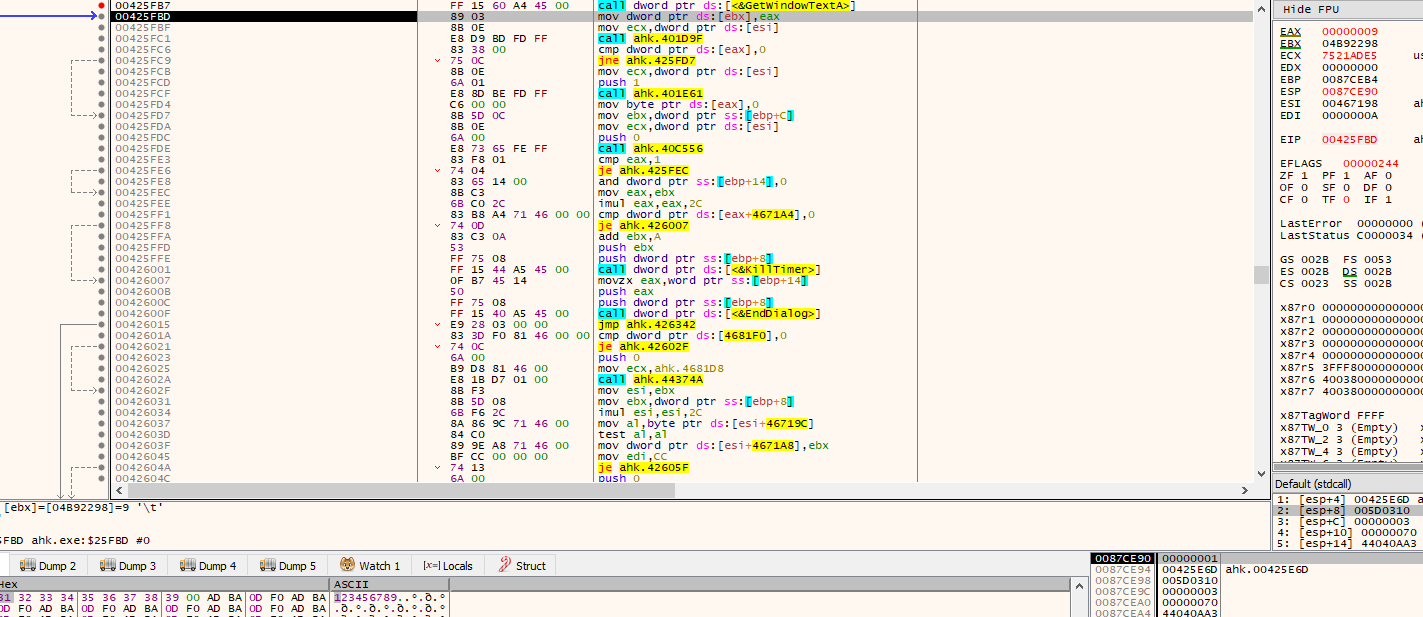 00425FB7 FF 15 60 A4 45 00 call dword ptr ds:[<&GetWindowTextA>]
00425FBD 89 03 mov dword ptr ds:[ebx],eax
00425FBF 8B 0E mov ecx,dword ptr ds:[esi]
00425FC1 E8 D9 BD FD FF call ahk.401D9F
00425FC6 83 38 00 cmp dword ptr ds:[eax],0
00425FC9 75 0C jne ahk.425FD7
00425FCB 8B 0E mov ecx,dword ptr ds:[esi]
00425FCD 6A 01 push 1
00425FCF E8 8D BE FD FF call ahk.401E61
00425FD4 C6 00 00 mov byte ptr ds:[eax],0
00425FD7 8B 5D 0C mov ebx,dword ptr ss:[ebp+C]
00425FDA 8B 0E mov ecx,dword ptr ds:[esi]
00425FDC 6A 00 push 0
00425FDE E8 73 65 FE FF call ahk.40C556
00425FE3 83 F8 01 cmp eax,1
00425FE6 74 04 je ahk.425FEC
00425FE8 83 65 14 00 and dword ptr ss:[ebp+14],0
00425FEC 8B C3 mov eax,ebx
00425FEE 6B C0 2C imul eax,eax,2C
00425FF1 83 B8 A4 71 46 00 00 cmp dword ptr ds:[eax+4671A4],0
00425FF8 74 0D je ahk.426007
00425FFA 83 C3 0A add ebx,A
00425FFD 53 push ebx
00425FFE FF 75 08 push dword ptr ss:[ebp+8]
00426001 FF 15 44 A5 45 00 call dword ptr ds:[<&KillTimer>]
00426007 0F B7 45 14 movzx eax,word ptr ss:[ebp+14]
0042600B 50 push eax
0042600C FF 75 08 push dword ptr ss:[ebp+8]
0042600F FF 15 40 A5 45 00 call dword ptr ds:[<&EndDialog>]
00426015 E9 28 03 00 00 jmp ahk.426342
0042601A 83 3D F0 81 46 00 00 cmp dword ptr ds:[4681F0],0
00426021 74 0C je ahk.42602F
00426023 6A 00 push 0
00426025 B9 D8 81 46 00 mov ecx,ahk.4681D8
0042602A E8 1B D7 01 00 call ahk.44374A
0042602F 8B F3 mov esi,ebx
00426031 8B 5D 08 mov ebx,dword ptr ss:[ebp+8]
00426034 6B F6 2C imul esi,esi,2C
00426037 8A 86 9C 71 46 00 mov al,byte ptr ds:[esi+46719C]
0042603D 84 C0 test al,al
0042603F 89 9E A8 71 46 00 mov dword ptr ds:[esi+4671A8],ebx
00426045 BF CC 00 00 00 mov edi,CC
0042604A 74 13 je ahk.42605F
0042604C 6A 00 push 0
Hide FPU
EAX 00000009
EBX 04B92298
ECX 7521ADE5 us
EDX 00000000
EBP 0087CEB4
ESP 0087CE90
ESI 00467198 ah
EDI 0000000A
EIP 00425FBD ah
EFLAGS 00000244
ZF 1 PF 1 AF 0
OF 0 SF 0 DF 0
CF 0 TF 0 IF 1
LastError 00000000 (
LastStatus C0000034 (
GS 002B FS 0053
ES 002B DS 002B
CS 0023 SS 002B
x87r0 0000000000000000
x87r1 0000000000000000
x87r2 0000000000000000
x87r3 0000000000000000
x87r4 0000000000000000
x87r5 3FFF800000000000
x87r6 4003800000000000
x87r7 4003800000000000
x87TagWord FFFF
x87TW_0 3 (Empty) x
x87TW_2 3 (Empty) x
x87TW_4 3 (Empty) x
[ebx]=[04B92298]=9 '\t'
5FBD ahk.exe:$25FBD #0
Default (stdcall)
1: [esp+4] 00425E6D a
2: [esp+8] 005D0310
3: [esp+C] 00000003
4: [esp+10] 00000070
5: [esp+14] 44040AA3
Dump 2 Dump 3 Dump 4 Dump 5 Watch 1 [x=] Locals Struct
Hex ASCII
31 32 33 34 35 36 37 38 39 00 AD BA 0D F0 AD BA 123456789..º.ð.º
0D F0 AD BA 0D F0 AD BA 0D F0 AD BA 0D F0 AD BA .ð.º.ð.º.ð.º.ð.º
0087CE90 00000001
0087CE94 00425E6D ahk.00425E6D
0087CE98 005D0310
0087CE9C 00000003
0087CEA0 00000070
0087CEA4 44040AA3